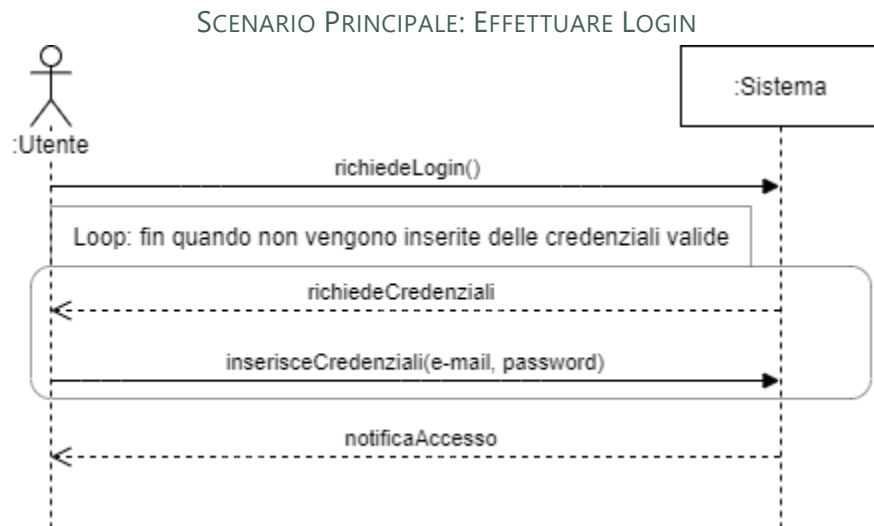 SCENARIO PRINCIPALE: EFFETTUARE LOGIN
:Sistema
:Utente
richiedeLogin()
Loop: fin quando non vengono inserite delle credenziali valide
richiedeCredenziali
inserisceCredenziali(e-mail, password)
notificaAccesso